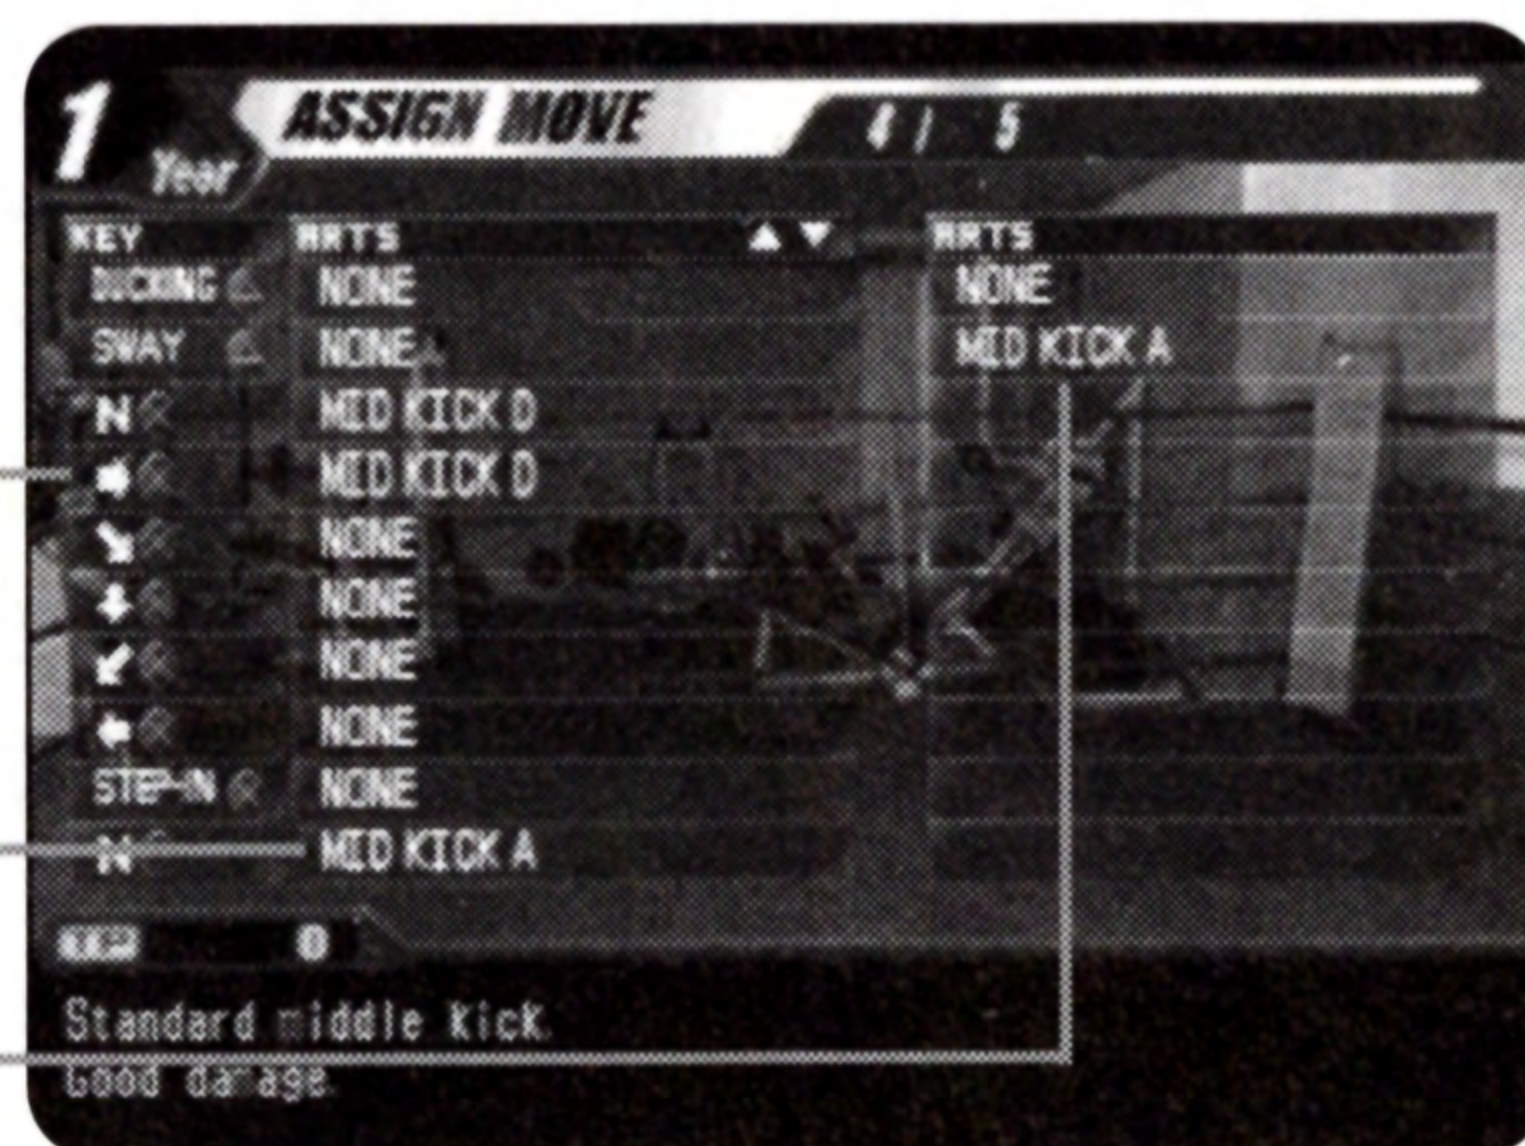 1 Year ASSIGN MOVE 4 / 5
KEY ARTS ▲▼ ARTS
DUCKING NONE NONE
SWAY NONE MID KICK A
N MID KICK D
→ MID KICK D
↘ NONE
↓ NONE
↙ NONE
← NONE
STEP-IN NONE
N MID KICK A
EXP 0
Standard middle kick.
Good damage.